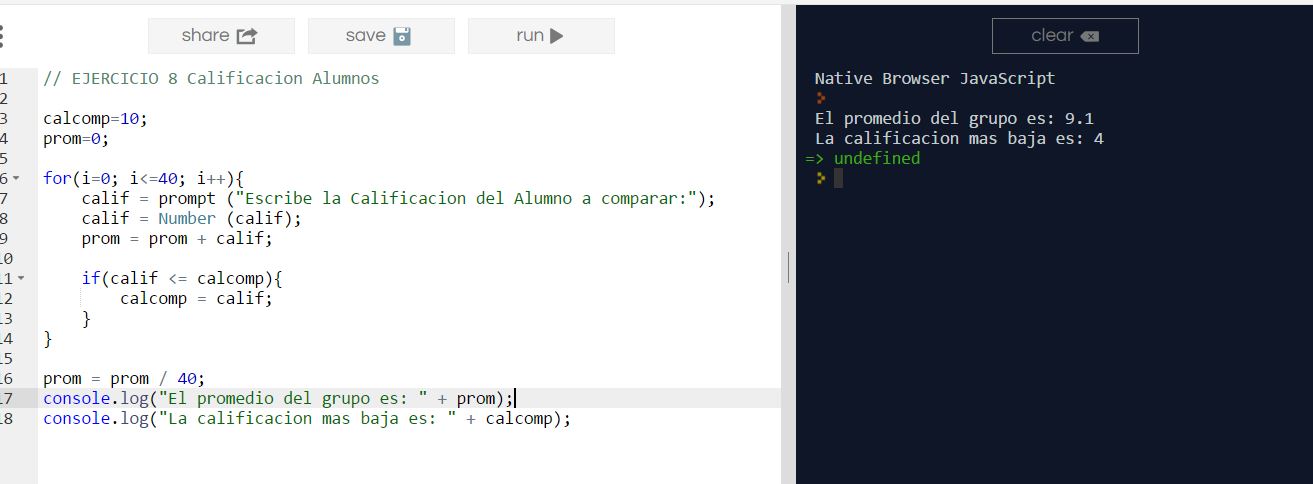 share save run clear
1 // EJERCICIO 8 Calificacion Alumnos
2
3 calcomp=10;
4 prom=0;
5
6 for(i=0; i<=40; i++){
7     calif = prompt ("Escribe la Calificacion del Alumno a comparar:");
8     calif = Number (calif);
9     prom = prom + calif;
10
11     if(calif <= calcomp){
12         calcomp = calif;
13     }
14 }
15
16 prom = prom / 40;
17 console.log("El promedio del grupo es: " + prom);
18 console.log("La calificacion mas baja es: " + calcomp);
Native Browser JavaScript
El promedio del grupo es: 9.1
La calificacion mas baja es: 4
=> undefined